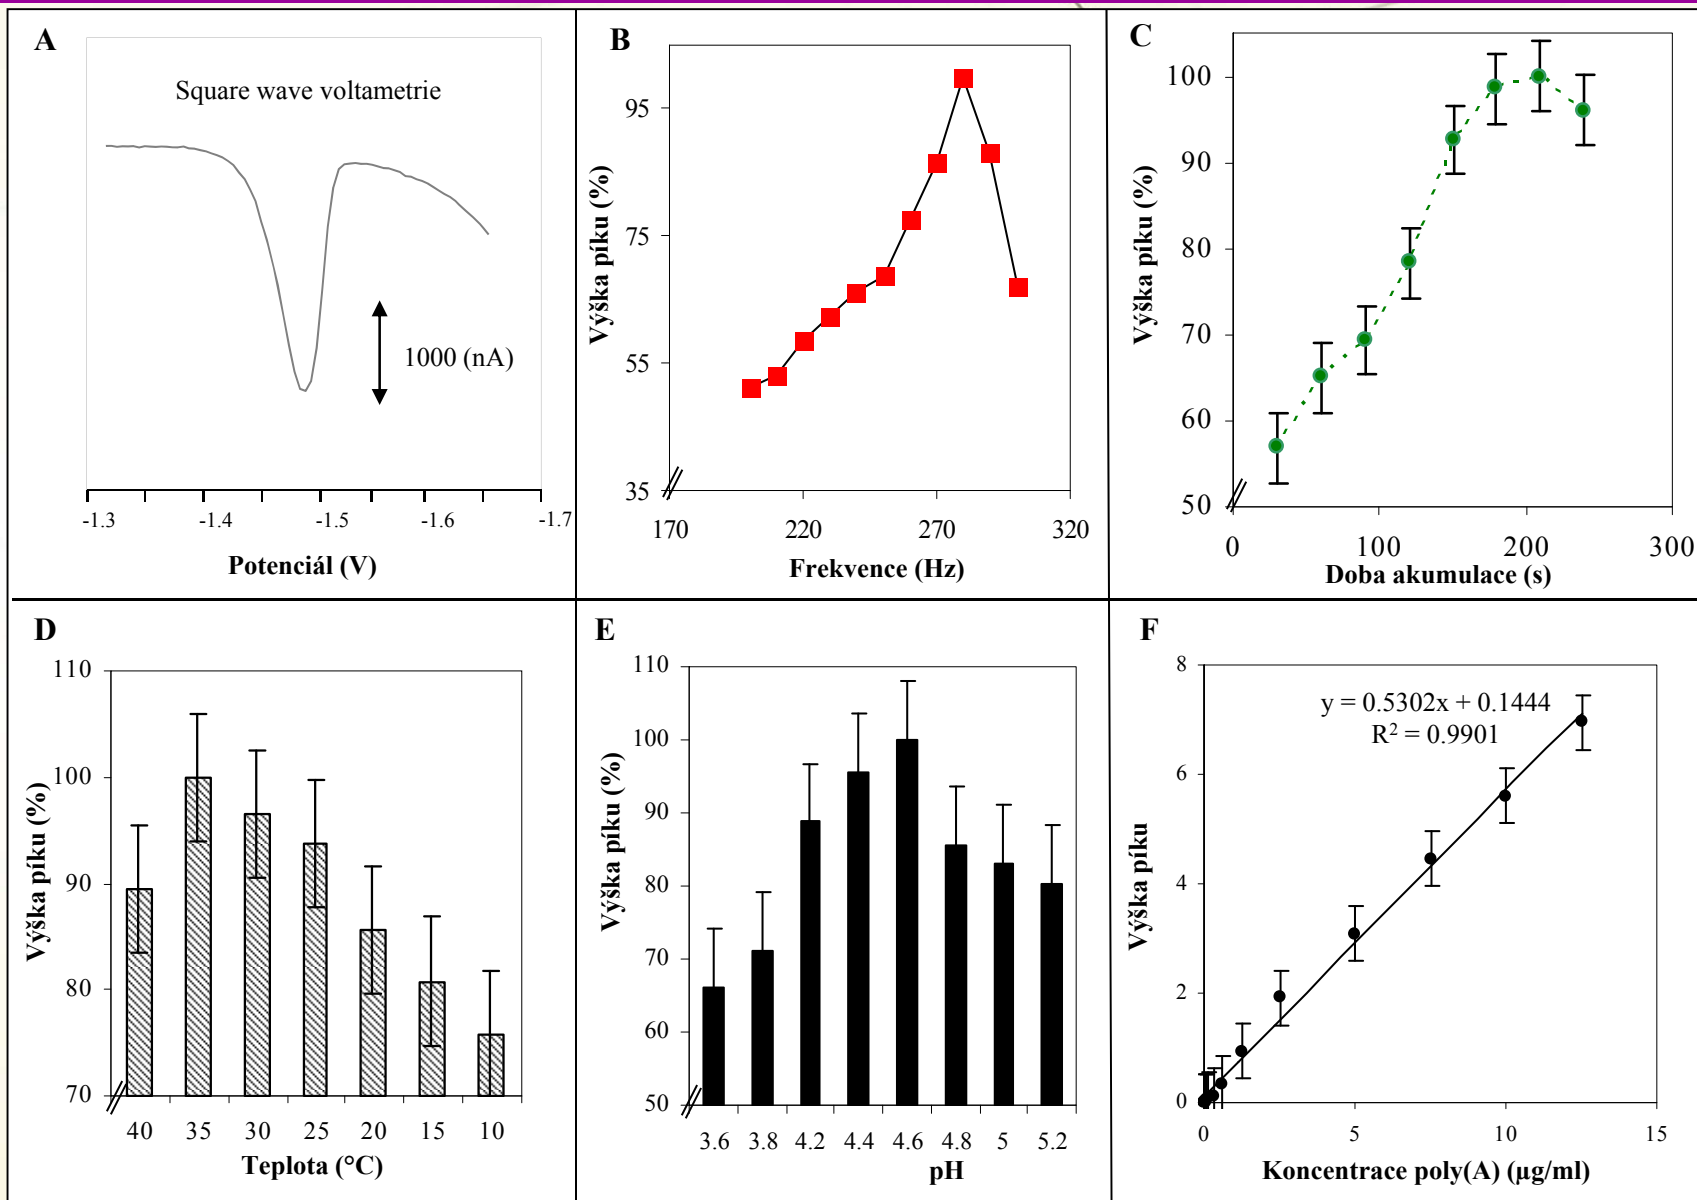 A
Square wave voltametrie
1000 (nA)
-1.3 -1.4 -1.5 -1.6 -1.7
Potenciál (V)
B
Výška píku (%)
95
75
55
35
170 220 270 320
Frekvence (Hz)
C
Výška píku (%)
100
90
80
70
60
50
0 100 200 300
Doba akumulace (s)
D
Výška píku (%)
110
100
90
80
70
40 35 30 25 20 15 10
Teplota (°C)
E
Výška píku (%)
110
100
90
80
70
60
50
3.6 3.8 4.2 4.4 4.6 4.8 5 5.2
pH
F
Výška píku
8
6
4
2
0
y = 0.5302x + 0.1444
R² = 0.9901
0 5 10 15
Koncentrace poly(A) (µg/ml)